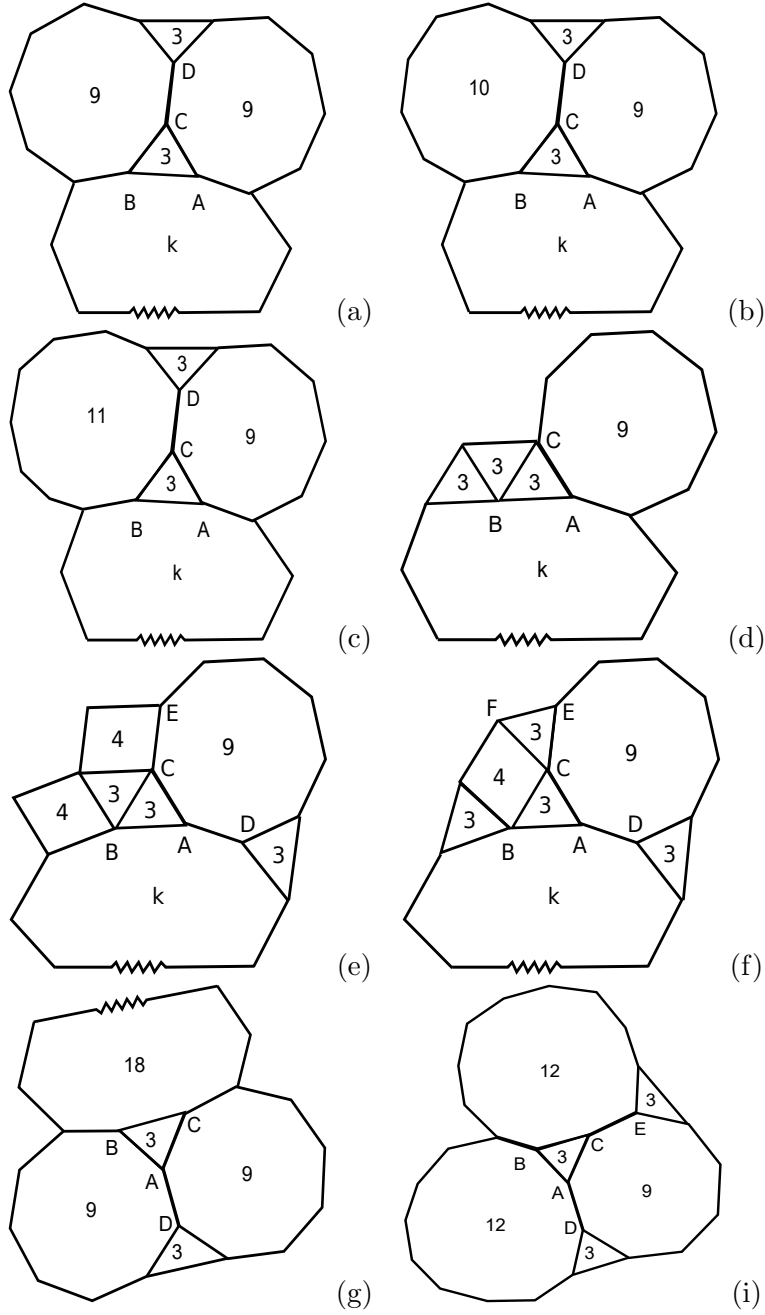 3 3
D D
9 9 10 9
C C
3 3
B A B A
k k
(a) (b)
3
D
11 9 9
C C
3 3
3 3
B A B A
k k
(c) (d)
E F E
4 9 3 9
C 4 C
3 3
4 3 D 3 D
B A 3 B A 3
k k
(e) (f)
18 12
3
C E
B 3 B 3 C
A A
9 9 12 9
D D
3 3
(g) (i)